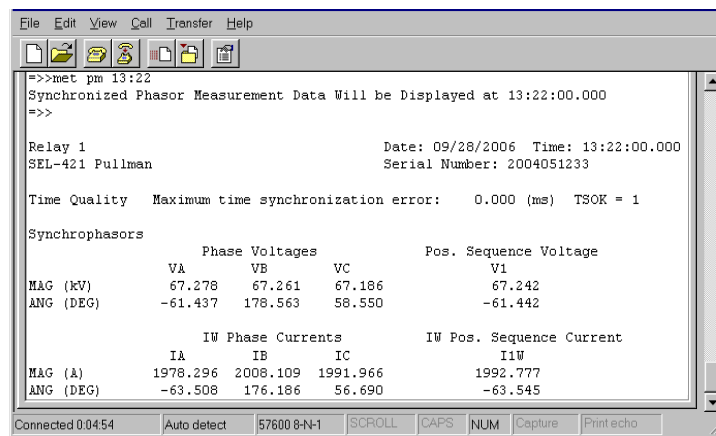 File Edit View Call Transfer Help
=>>met pm 13:22
Synchronized Phasor Measurement Data Will be Displayed at 13:22:00.000
=>>
Relay 1 Date: 09/28/2006 Time: 13:22:00.000
SEL-421 Pullman Serial Number: 2004051233
Time Quality Maximum time synchronization error: 0.000 (ms) TSOK = 1
Synchrophasors
Phase Voltages Pos. Sequence Voltage
VA VB VC V1
MAG (kV) 67.278 67.261 67.186 67.242
ANG (DEG) -61.437 178.563 58.550 -61.442
IW Phase Currents IW Pos. Sequence Current
IA IB IC I1W
MAG (A) 1978.296 2008.109 1991.966 1992.777
ANG (DEG) -63.508 176.186 56.690 -63.545
Connected 0:04:54 Auto detect 57600 8-N-1 SCROLL CAPS NUM Capture Print echo